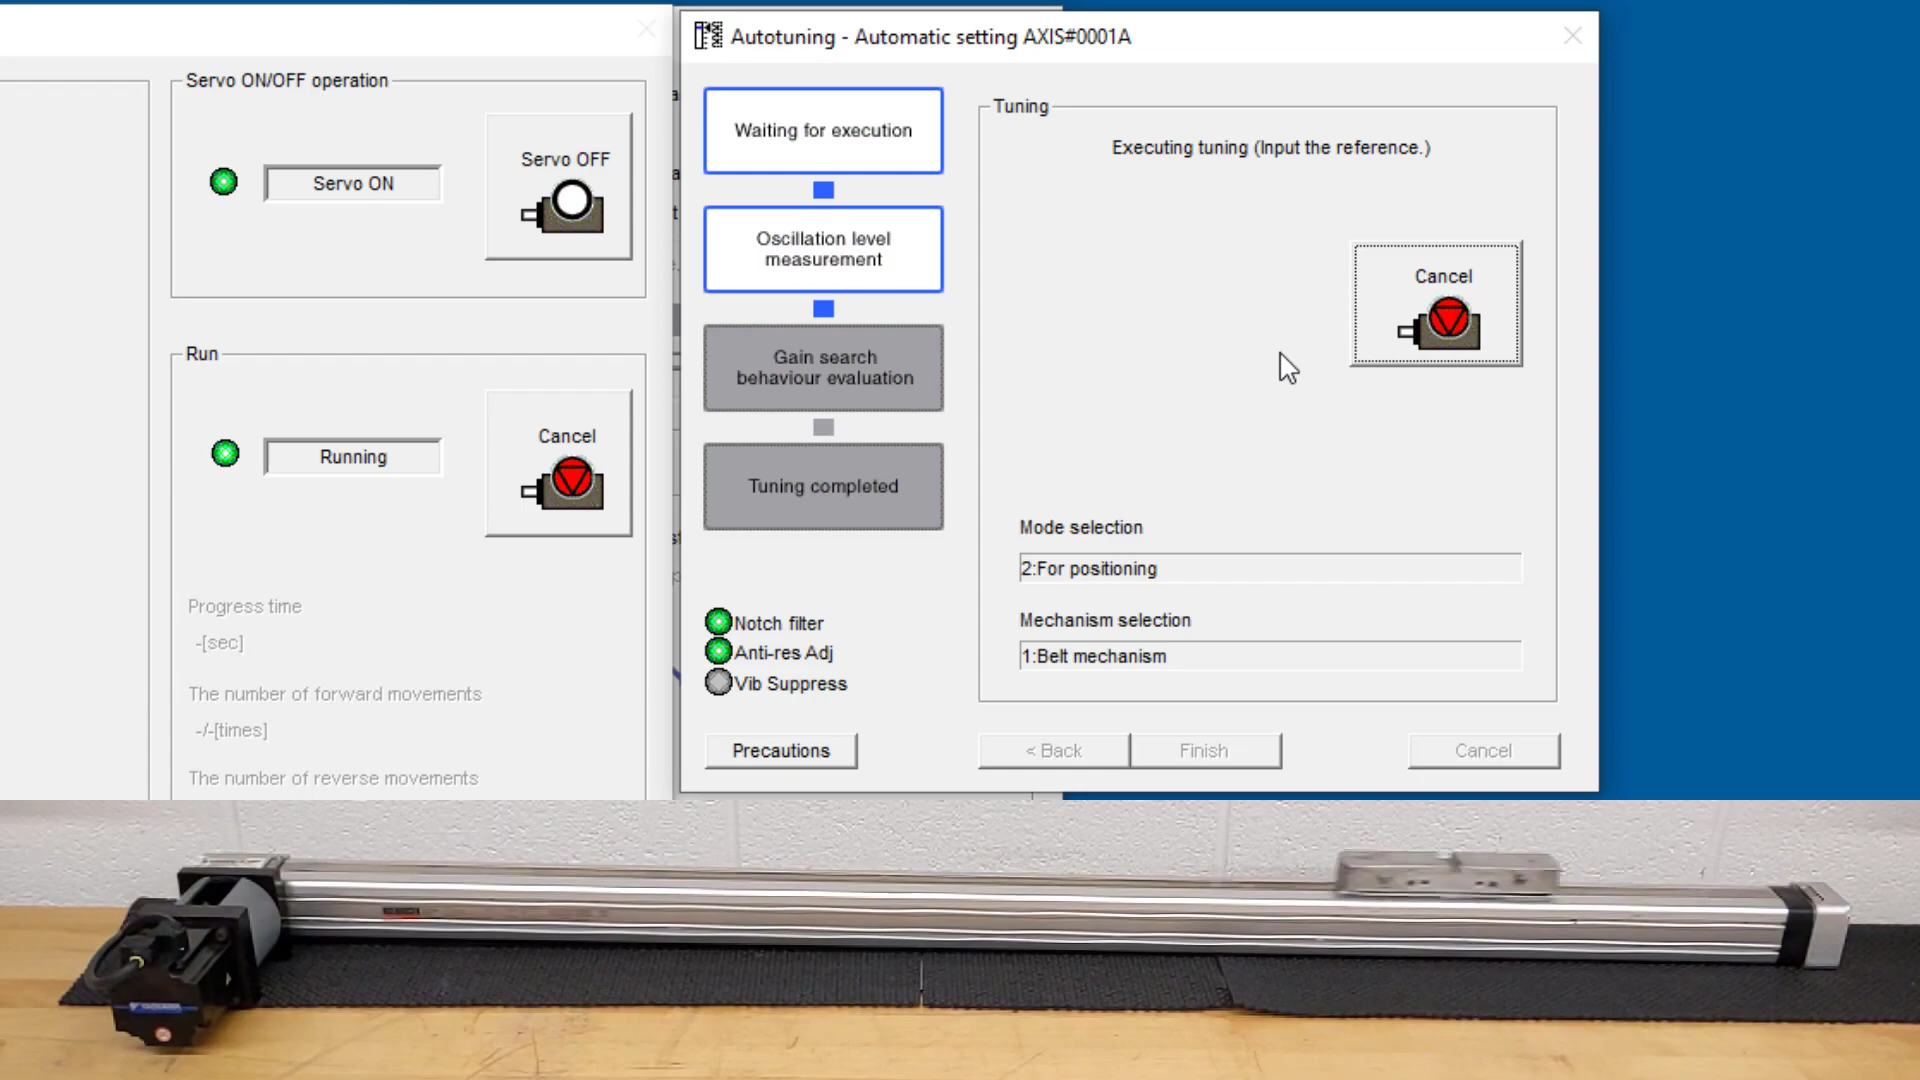 Servo ON/OFF operation
Servo ON
Servo OFF
Run
Running
Cancel
Progress time
-[sec]
The number of forward movements
-/-[times]
The number of reverse movements
Autotuning - Automatic setting AXIS#0001A
Waiting for execution
Oscillation level
measurement
Gain search
behaviour evaluation
Tuning completed
Notch filter
Anti-res Adj
Vib Suppress
Precautions
Tuning
Executing tuning (Input the reference.)
Cancel
Mode selection
2:For positioning
Mechanism selection
1:Belt mechanism
< Back
Finish
Cancel